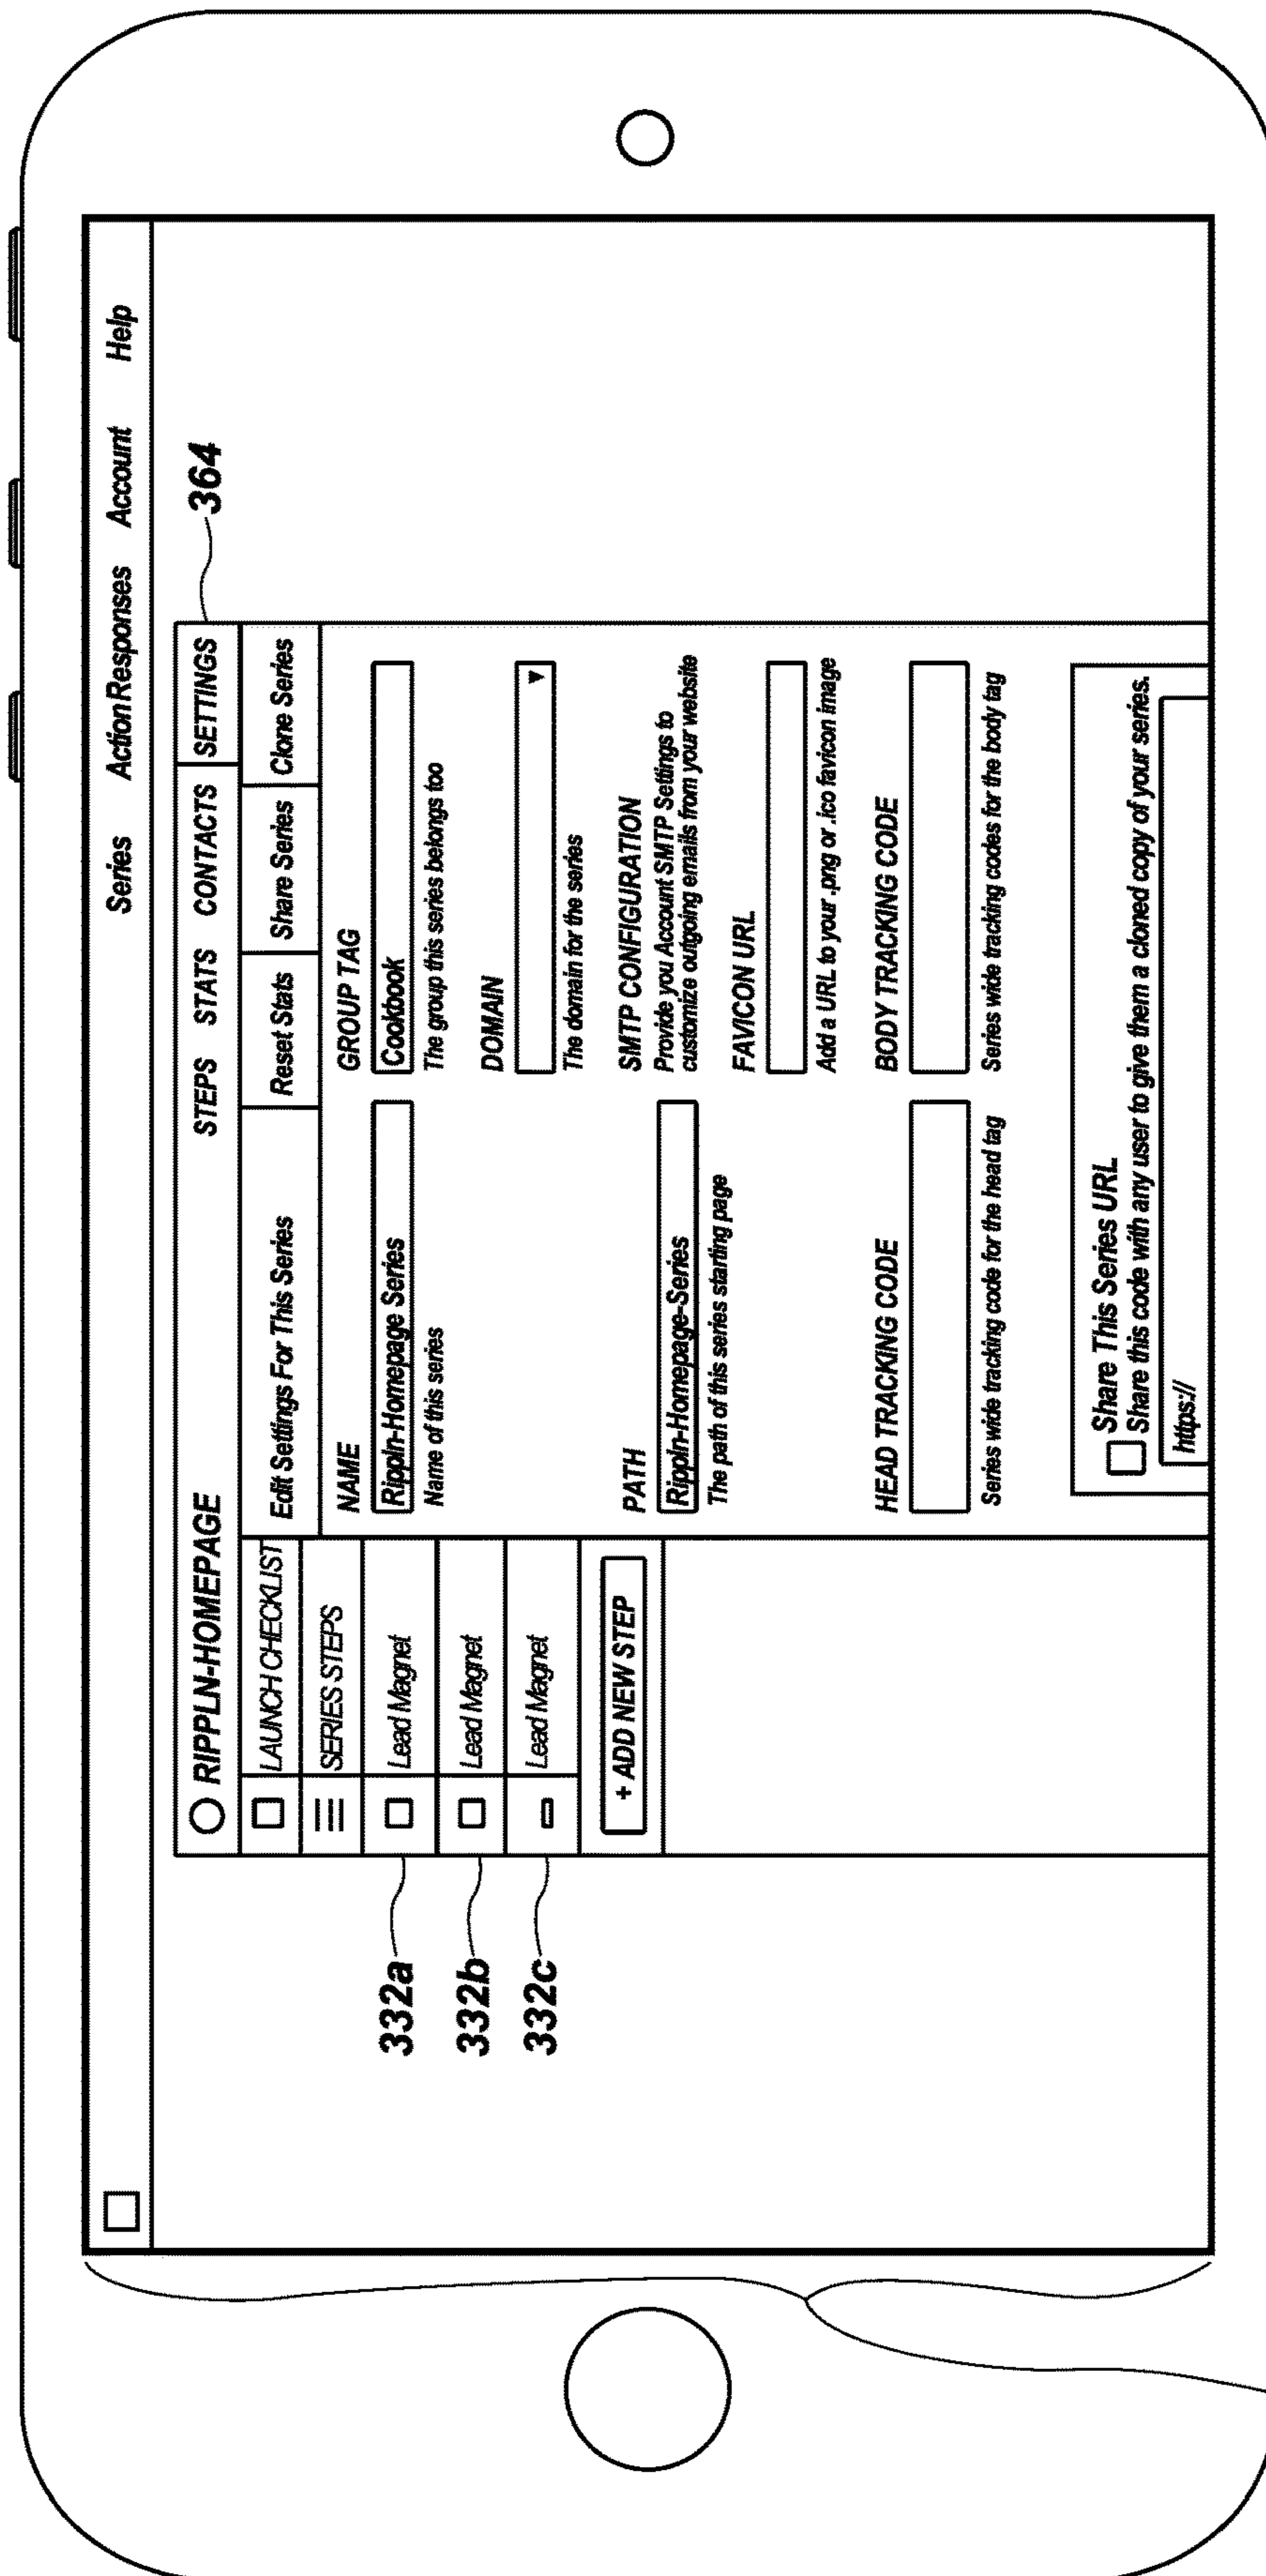 Series ActionResponses Account Help
RIPPLN-HOMEPAGE STEPS STATS CONTACTS SETTINGS
364
LAUNCH CHECKLIST
SERIES STEPS
332a
Lead Magnet
332b
Lead Magnet
332c
Lead Magnet
+ ADD NEW STEP
Edit Settings For This Series Reset Stats Share Series Clone Series
NAME
Rippln-Homepage Series
Name of this series
GROUP TAG
Cookbook
The group this series belongs too
DOMAIN
The domain for the series
PATH
Rippln-Homepage-Series
The path of this series starting page
SMTP CONFIGURATION
Provide you Account SMTP Settings to
customize outgoing emails from your website
FAVICON URL
Add a URL to your .png or .ico favicon image
HEAD TRACKING CODE
Series wide tracking code for the head tag
BODY TRACKING CODE
Series wide tracking codes for the body tag
Share This Series URL
Share this code with any user to give them a cloned copy of your series.
https://